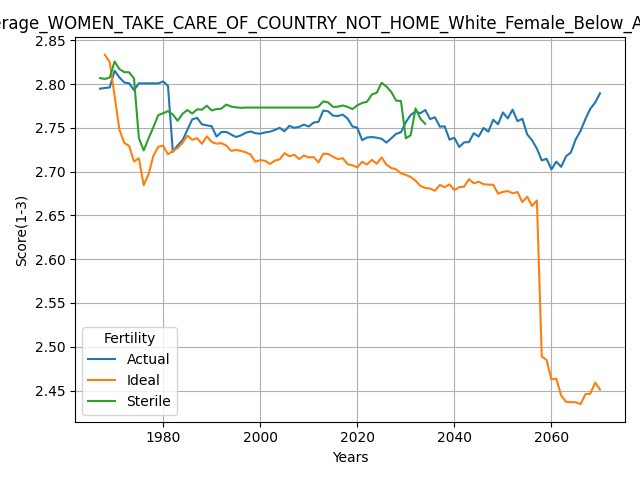 erage_WOMEN_TAKE_CARE_OF_COUNTRY_NOT_HOME_White_Female_Below_A
2.85
2.80
2.75
2.70
2.65
2.60
2.55
2.50
2.45
Score(1-3)
Fertility
Actual
Ideal
Sterile
1980
2000
2020
2040
2060
Years